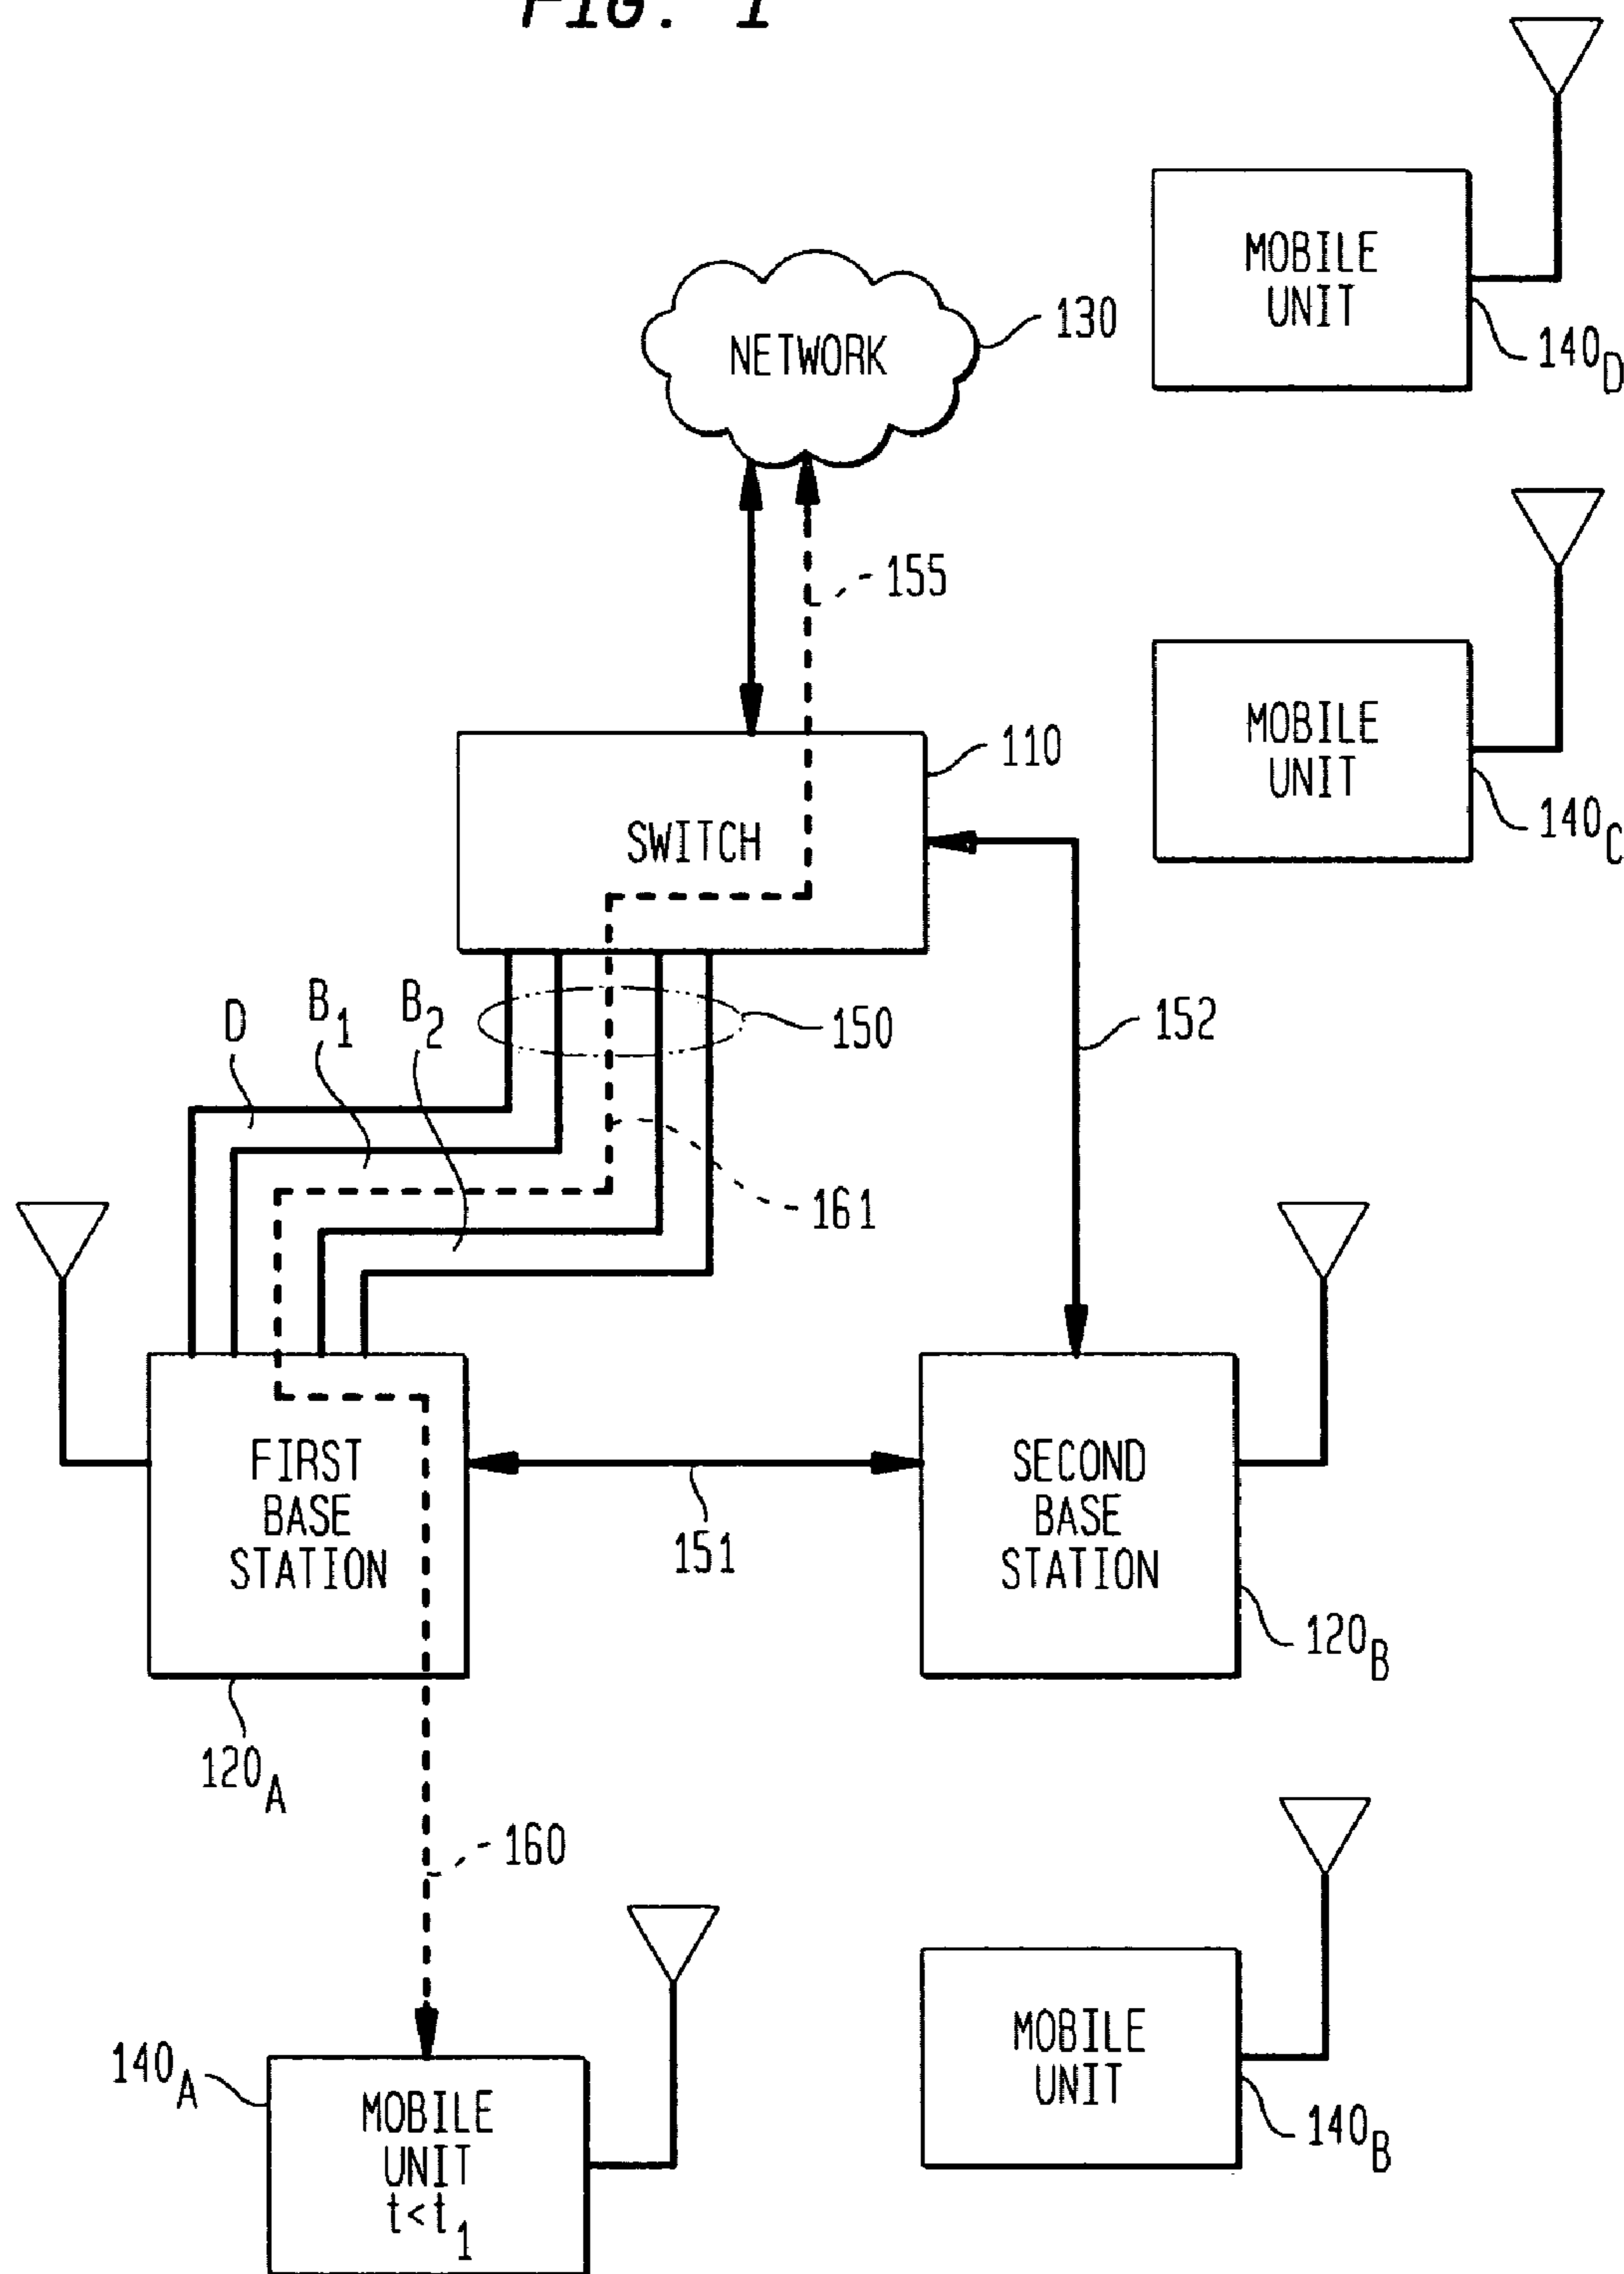 FIG. 1
MOBILE
UNIT
140D
NETWORK
130
155
MOBILE
UNIT
140C
110
SWITCH
D
B1
B2
150
152
161
FIRST
BASE
STATION
151
SECOND
BASE
STATION
120B
120A
160
140A
MOBILE
UNIT
t<t1
MOBILE
UNIT
140B